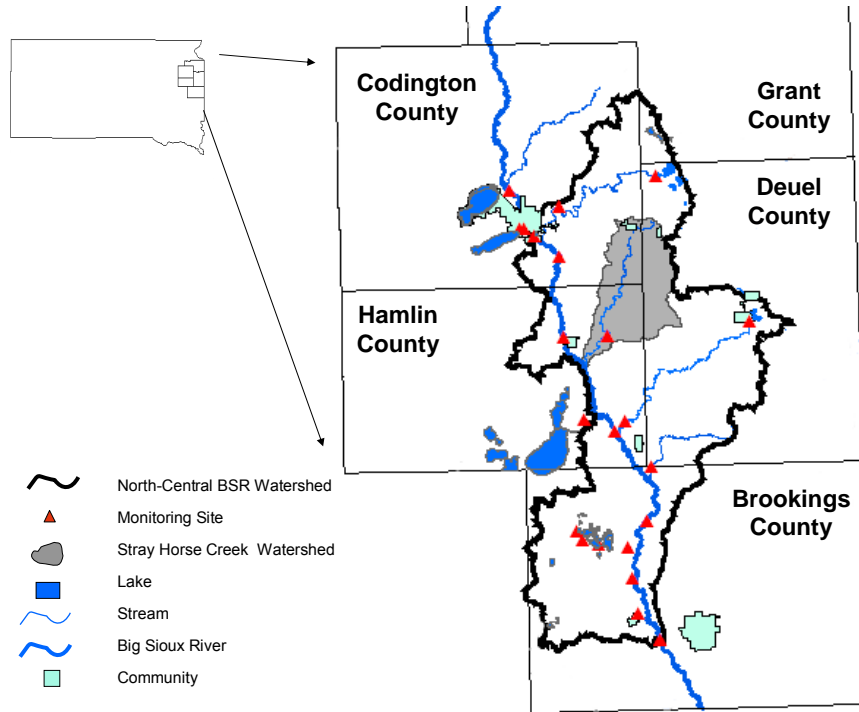 Codington
County
Grant
County
Deuel
County
Hamlin
County
Brookings
County
North-Central BSR Watershed
Monitoring Site
Stray Horse Creek Watershed
Lake
Stream
Big Sioux River
Community